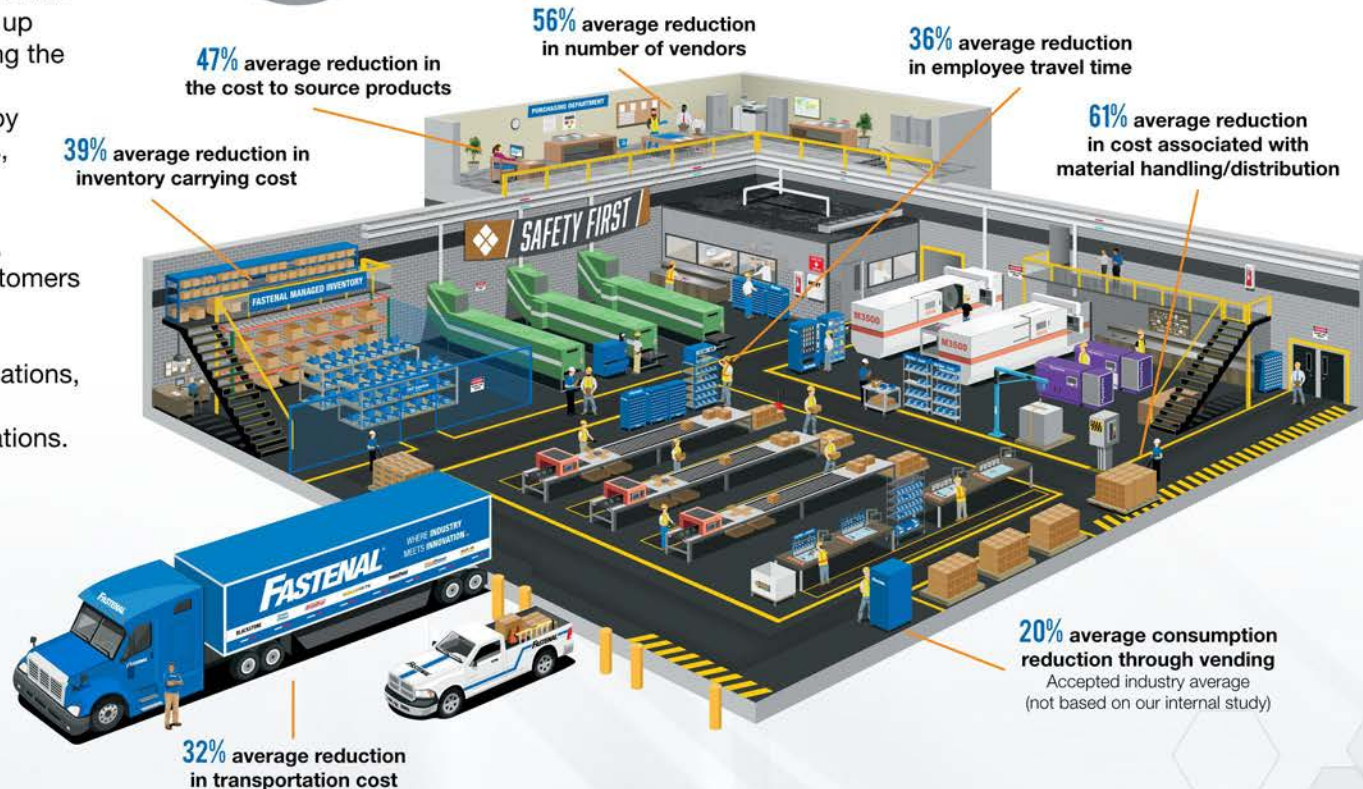 up
ng the
by
,
stomers
ations,
ations.
47% average reduction in
the cost to source products
56% average reduction
in number of vendors
36% average reduction
in employee travel time
39% average reduction in
inventory carrying cost
61% average reduction
in cost associated with
material handling/distribution
PURCHASING DEPARTMENT
SAFETY FIRST
FASTENAL MANAGED INVENTORY
M3500
M3500
WHERE INDUSTRY
MEETS INNOVATION
FASTENAL
FASTENAL
FASTENAL
BLACKSTONE
20% average consumption
reduction through vending
Accepted industry average
(not based on our internal study)
32% average reduction
in transportation cost